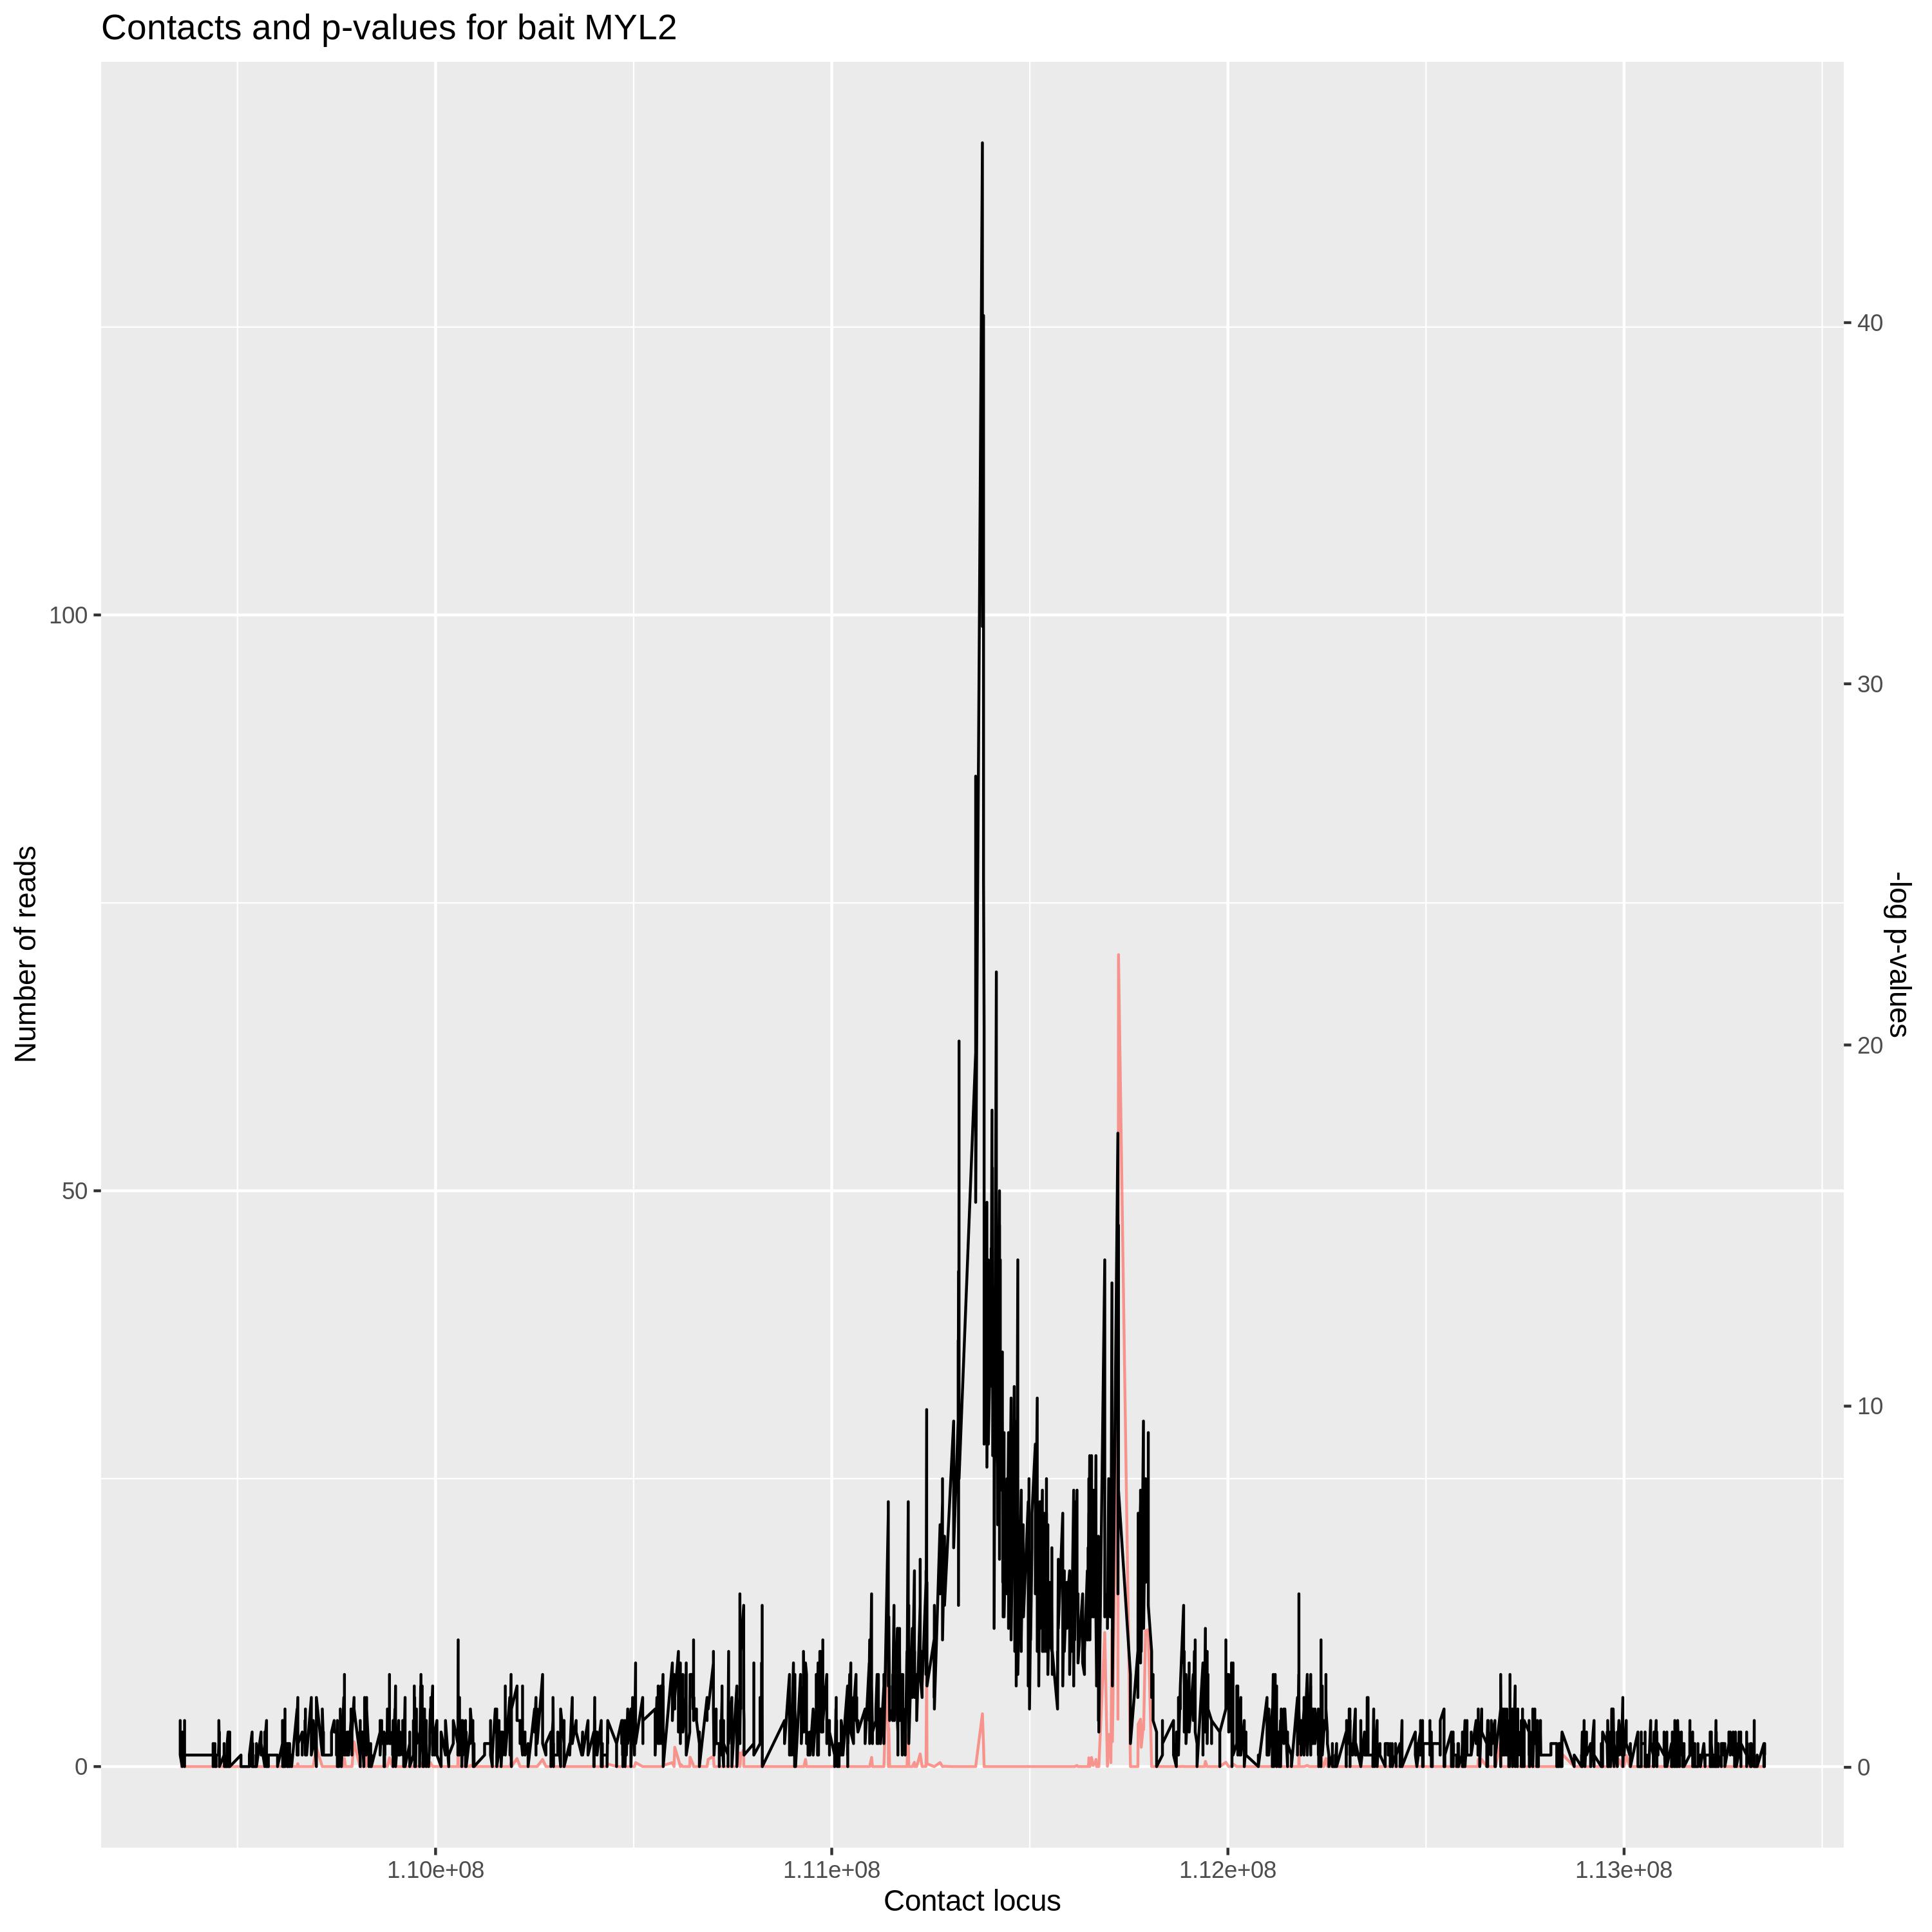 Contacts and p-values for bait MYL2
Number of reads
100
50
0
40
30
20
10
0
-log p-values
1.10e+08
1.11e+08
1.12e+08
1.13e+08
Contact locus